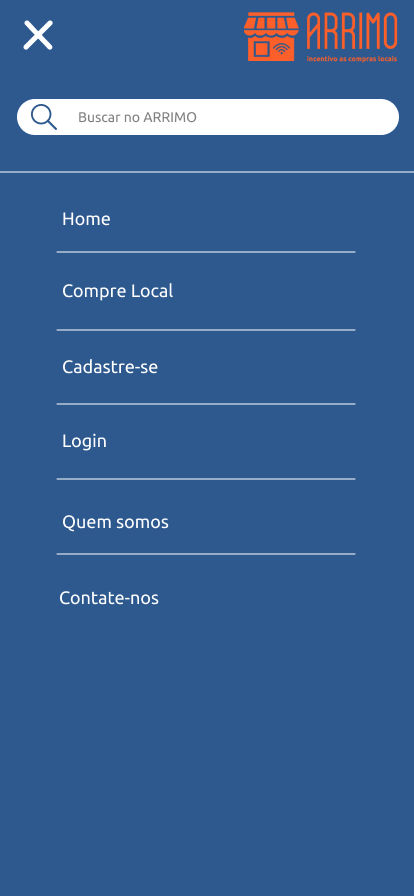 ARRIMO
incentivo as compras locais
Buscar no ARRIMO
Home
Compre Local
Cadastre-se
Login
Quem somos
Contate-nos